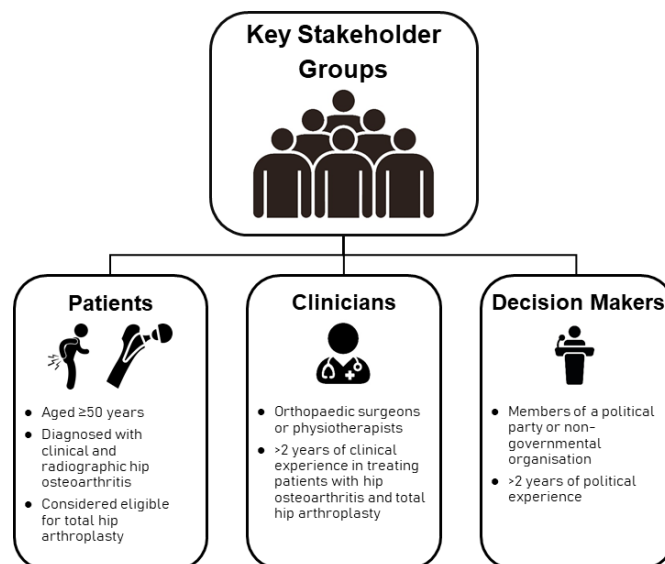 Key Stakeholder
Groups
Patients
● Aged ≥50 years
● Diagnosed with
clinical and
radiographic hip
osteoarthritis
● Considered eligible
for total hip
arthroplasty
Clinicians
● Orthopaedic surgeons
or physiotherapists
● >2 years of clinical
experience in treating
patients with hip
osteoarthritis and total
hip arthroplasty
Decision Makers
● Members of a political
party or non-
governmental
organisation
● >2 years of political
experience